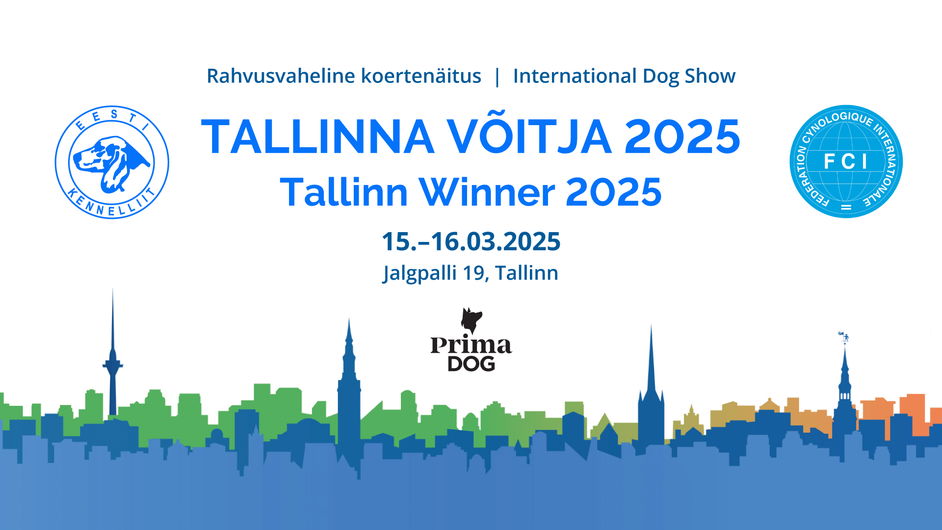 Rahvusvaheline koertenäitus | International Dog Show
TALLINNA VÕITJA 2025
Tallinn Winner 2025
15.–16.03.2025
Jalgpalli 19, Tallinn
EESTI
KENNELLIIT
FEDERATION CYNOLOGIQUE INTERNATIONALE
FCI
Prima
DOG